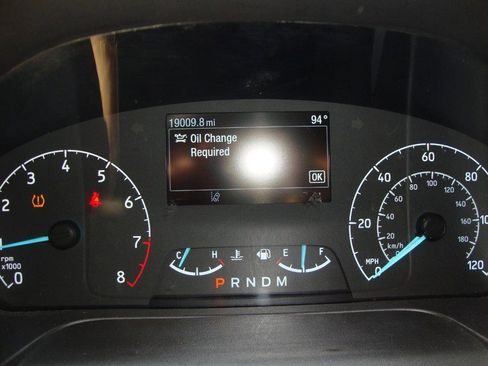 19009.8 mi 94°
Oil Change
Required
OK
2 3 4 5 6 7 8
rpm
x1000
0
C H E F
P R N D M
0 20 40 60 80 100 120
0 20 40 60 80 100 120 140 160 180
MPH
km/h